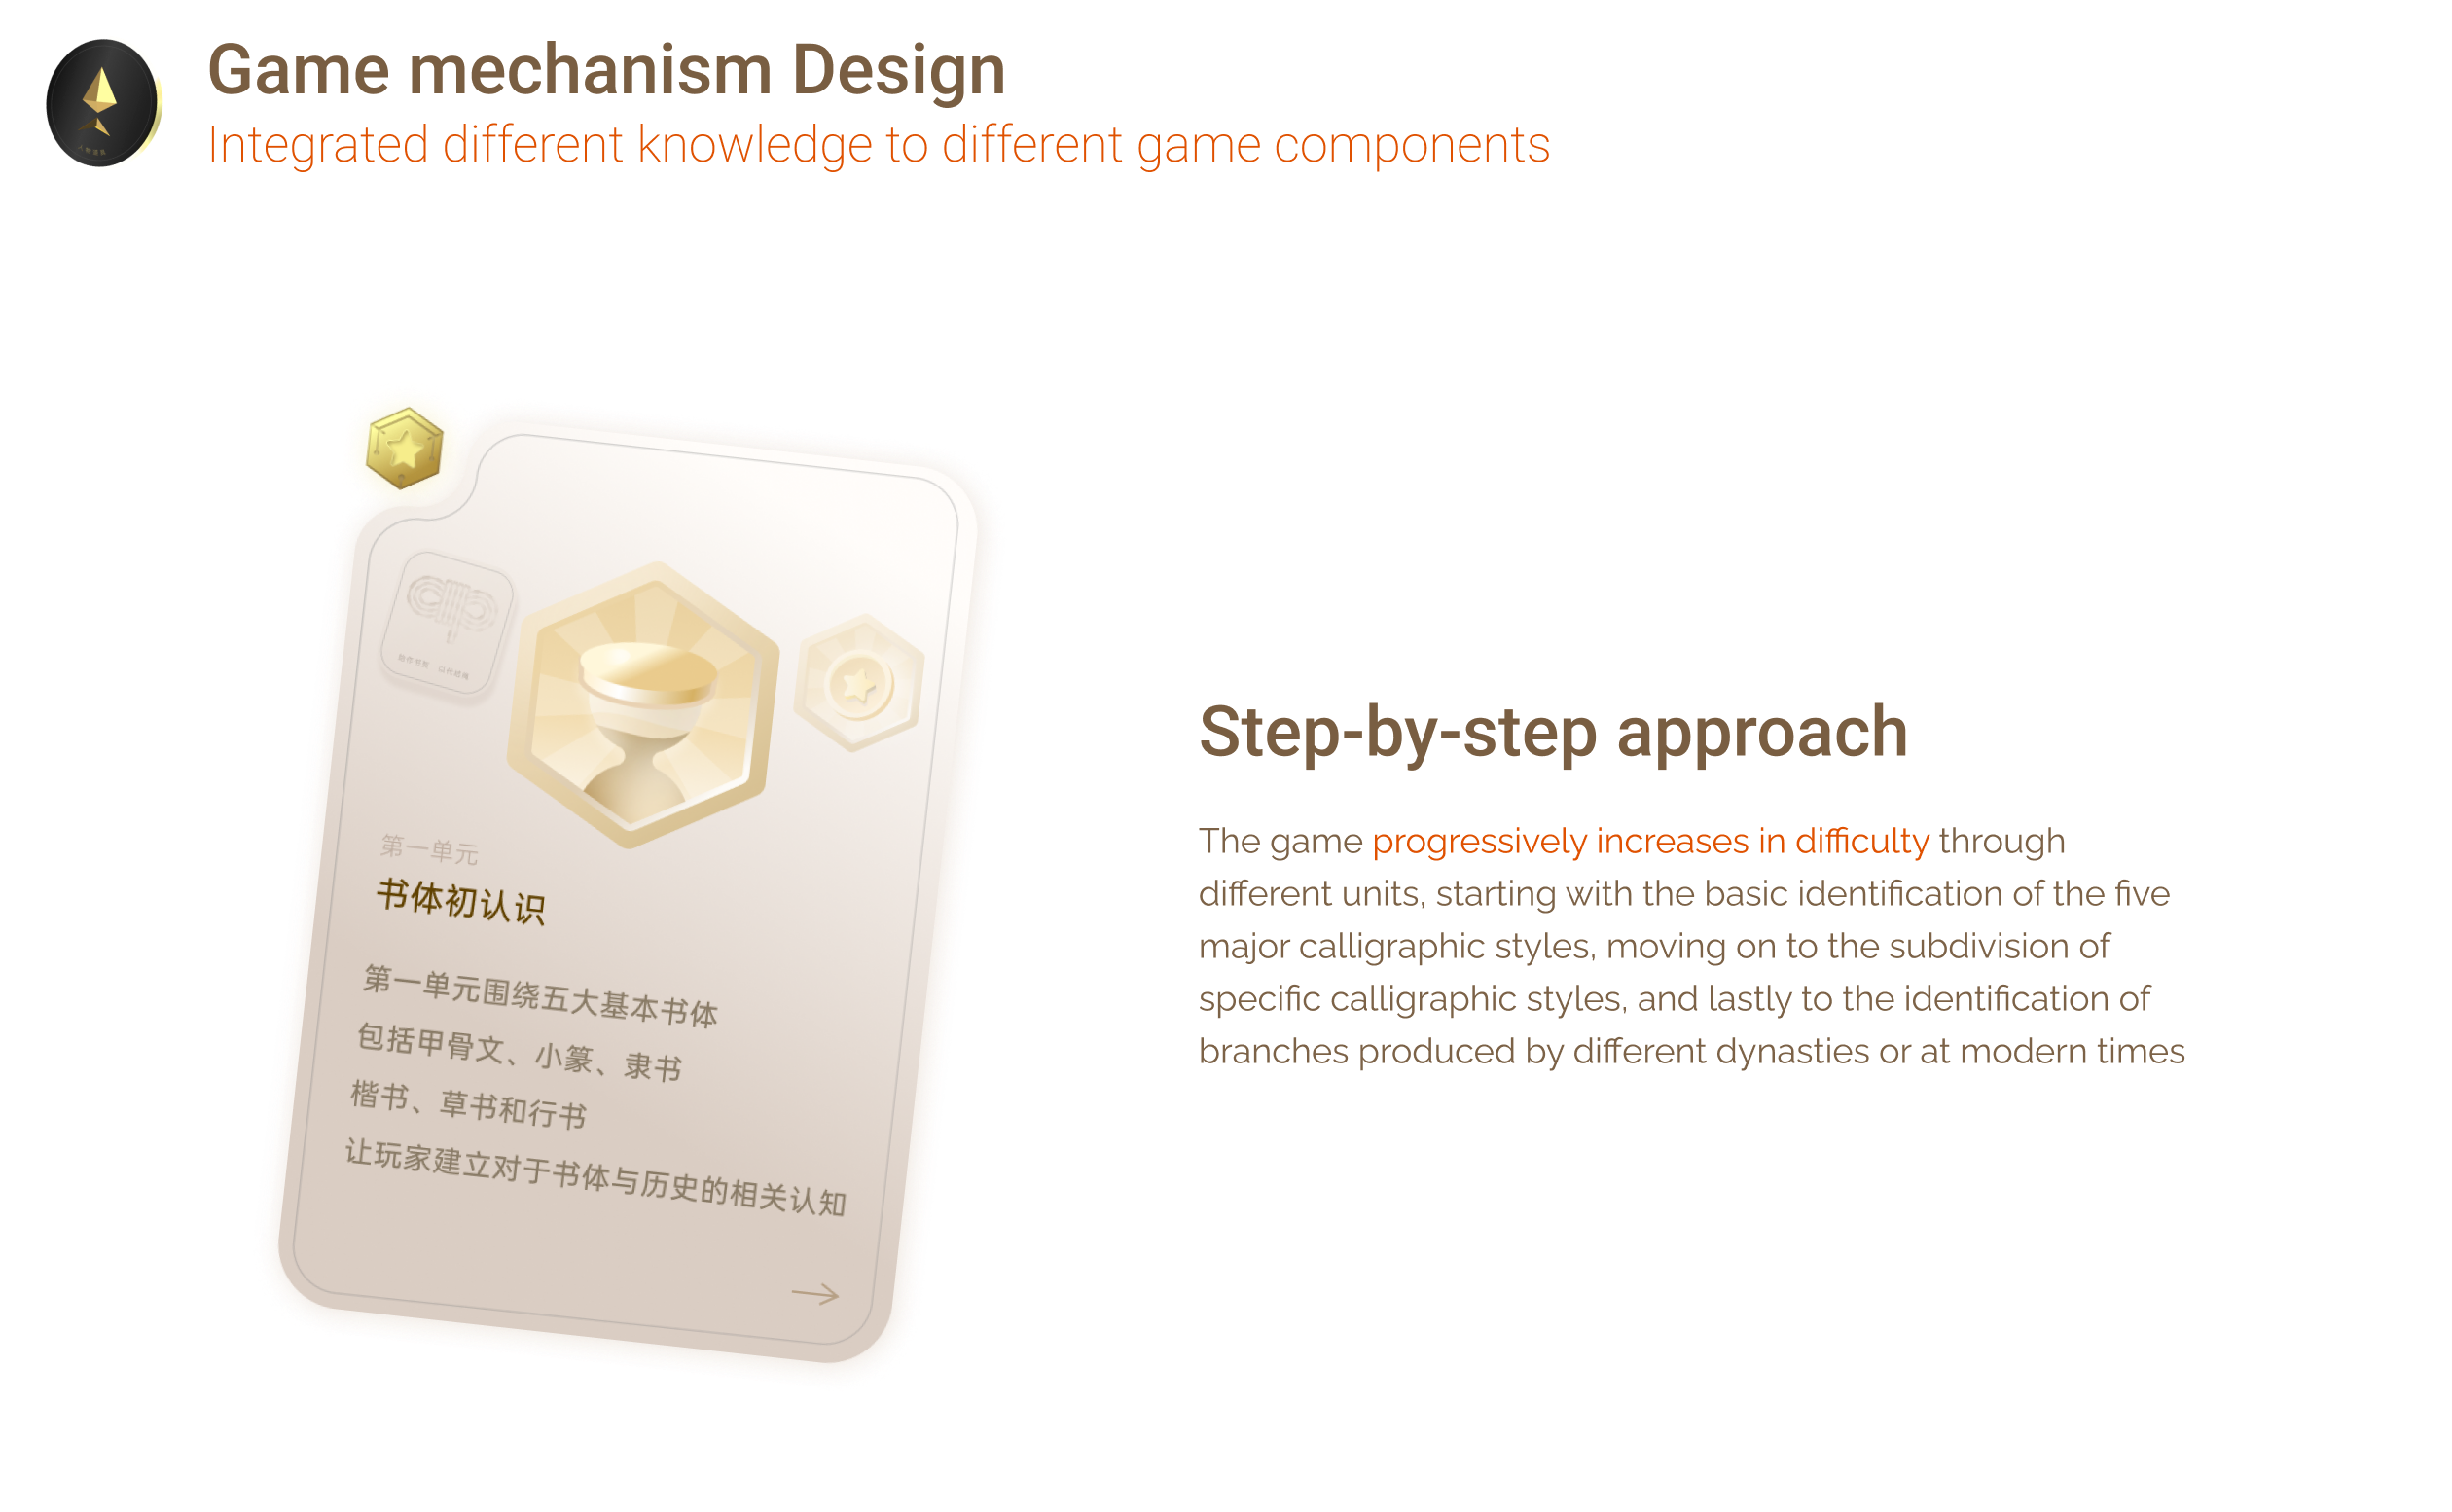 Game mechanism Design
Integrated different knowledge to different game components
第一单元
书体初认识
第一单元围绕五大基本书体
包括甲骨文、小篆、隶书
楷书、草书和行书
让玩家建立对于书体与历史的相关认知
Step-by-step approach
The game progressively increases in difficulty through
different units, starting with the basic identification of the five
major calligraphic styles, moving on to the subdivision of
specific calligraphic styles, and lastly to the identification of
branches produced by different dynasties or at modern times